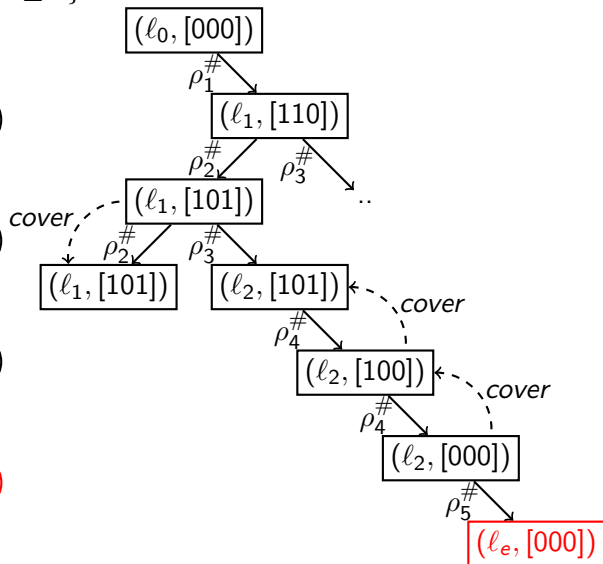 (ℓ₀, [000])
ρ₁^#
(ℓ₁, [110])
ρ₂^# ρ₃^#
(ℓ₁, [101]) ..
cover
ρ₂^# ρ₃^#
(ℓ₁, [101]) (ℓ₂, [101])
cover
ρ₄^#
(ℓ₂, [100])
cover
ρ₄^#
(ℓ₂, [000])
ρ₅^#
(ℓₑ, [000])